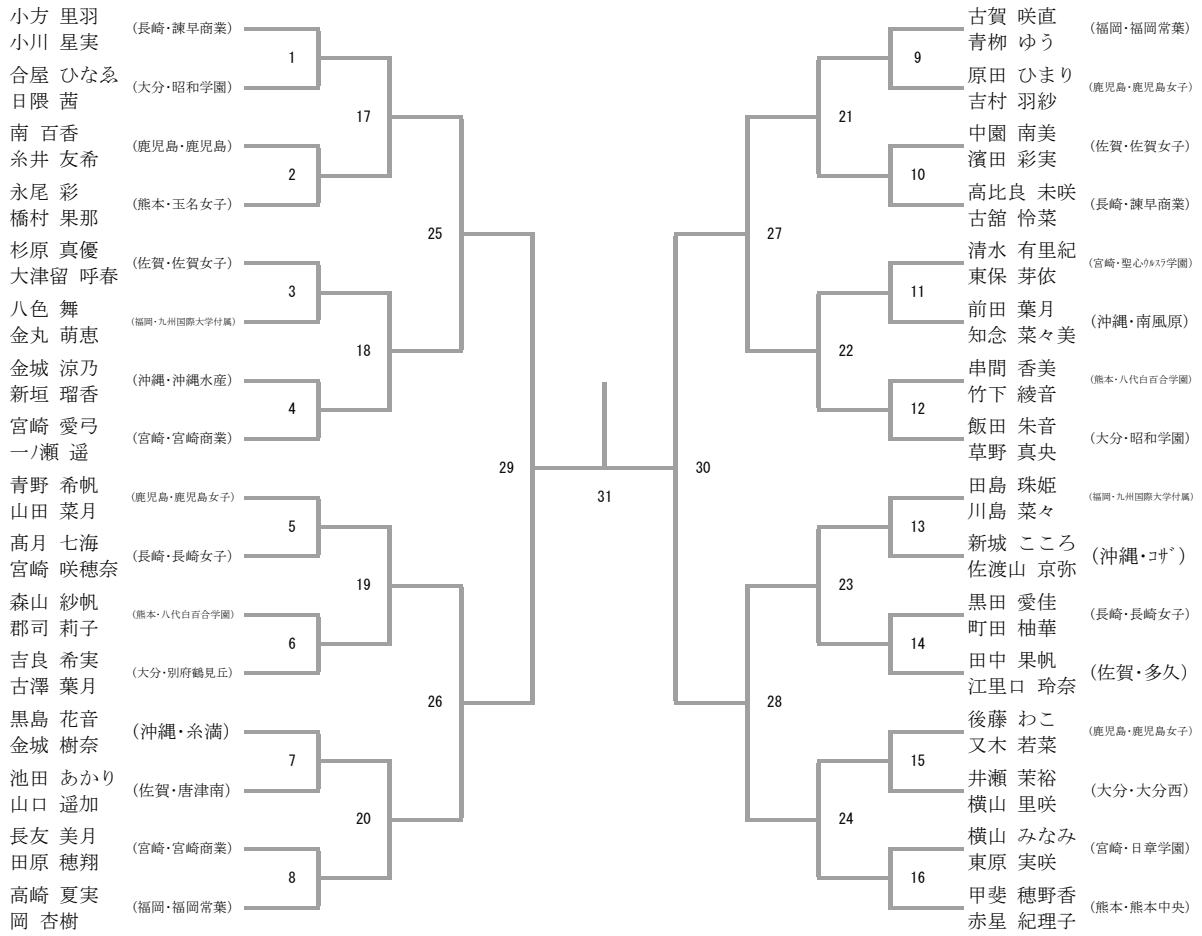 小方 里羽
小川 星実
(長崎・諫早商業)
1
合屋 ひなゑ
日隈 茜
(大分・昭和学園)
17
南 百香
糸井 友希
(鹿児島・鹿児島)
2
永尾 彩
橋村 果那
(熊本・玉名女子)
25
杉原 真優
大津留 呼春
(佐賀・佐賀女子)
3
八色 舞
金丸 萌恵
(福岡・九州国際大学付属)
18
金城 涼乃
新垣 瑠香
(沖縄・沖縄水産)
4
宮崎 愛弓
一ノ瀬 遥
(宮崎・宮崎商業)
29
青野 希帆
山田 菜月
(鹿児島・鹿児島女子)
5
髙月 七海
宮崎 咲穂奈
(長崎・長崎女子)
19
森山 紗帆
郡司 莉子
(熊本・八代白百合学園)
6
吉良 希実
古澤 葉月
(大分・別府鶴見丘)
26
黒島 花音
金城 樹奈
(沖縄・糸満)
7
池田 あかり
山口 遥加
(佐賀・唐津南)
20
長友 美月
田原 穂翔
(宮崎・宮崎商業)
8
高崎 夏実
岡 杏樹
(福岡・福岡常葉)
31
古賀 咲直
青栁 ゆう
(福岡・福岡常葉)
9
原田 ひまり
吉村 羽紗
(鹿児島・鹿児島女子)
21
中園 南美
濱田 彩実
(佐賀・佐賀女子)
10
高比良 未咲
古舘 怜菜
(長崎・諫早商業)
27
清水 有里紀
東保 芽依
(宮崎・聖心ウルスラ学園)
11
前田 葉月
知念 菜々美
(沖縄・南風原)
22
串間 香美
竹下 綾音
(熊本・八代白百合学園)
12
飯田 朱音
草野 真央
(大分・昭和学園)
30
田島 珠姫
川島 菜々
(福岡・九州国際大学付属)
13
新城 こころ
佐渡山 京弥
(沖縄・コザ)
23
黒田 愛佳
町田 柚華
(長崎・長崎女子)
14
田中 果帆
江里口 玲奈
(佐賀・多久)
28
後藤 わこ
又木 若菜
(鹿児島・鹿児島女子)
15
井瀬 茉裕
横山 里咲
(大分・大分西)
24
横山 みなみ
東原 実咲
(宮崎・日章学園)
16
甲斐 穂野香
赤星 紀理子
(熊本・熊本中央)